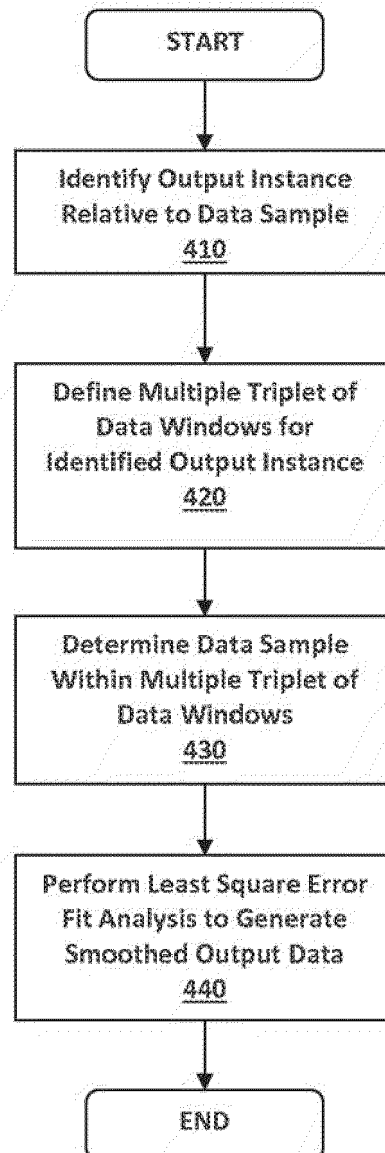 START
Identify Output Instance
Relative to Data Sample
410
Define Multiple Triplet of
Data Windows for
Identified Output Instance
420
Determine Data Sample
Within Multiple Triplet of
Data Windows
430
Perform Least Square Error
Fit Analysis to Generate
Smoothed Output Data
440
END